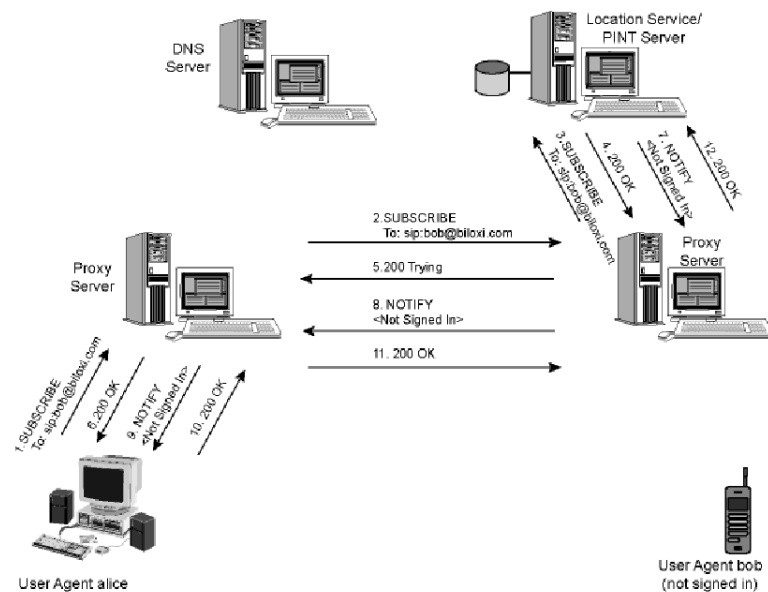 DNS
Server
Location Service/
PINT Server
3.SUBSCRIBE
To: sip:bob@biloxi.com
4. 200 OK
7. NOTIFY
<Not Signed In>
12. 200 OK
2.SUBSCRIBE
To: sip:bob@biloxi.com
Proxy
Server
Proxy
Server
5.200 Trying
8. NOTIFY
<Not Signed In>
11. 200 OK
1.SUBSCRIBE
To: sip:bob@biloxi.com
6.200 OK
9. NOTIFY
<Not Signed In>
10. 200 OK
User Agent alice
User Agent bob
(not signed in)